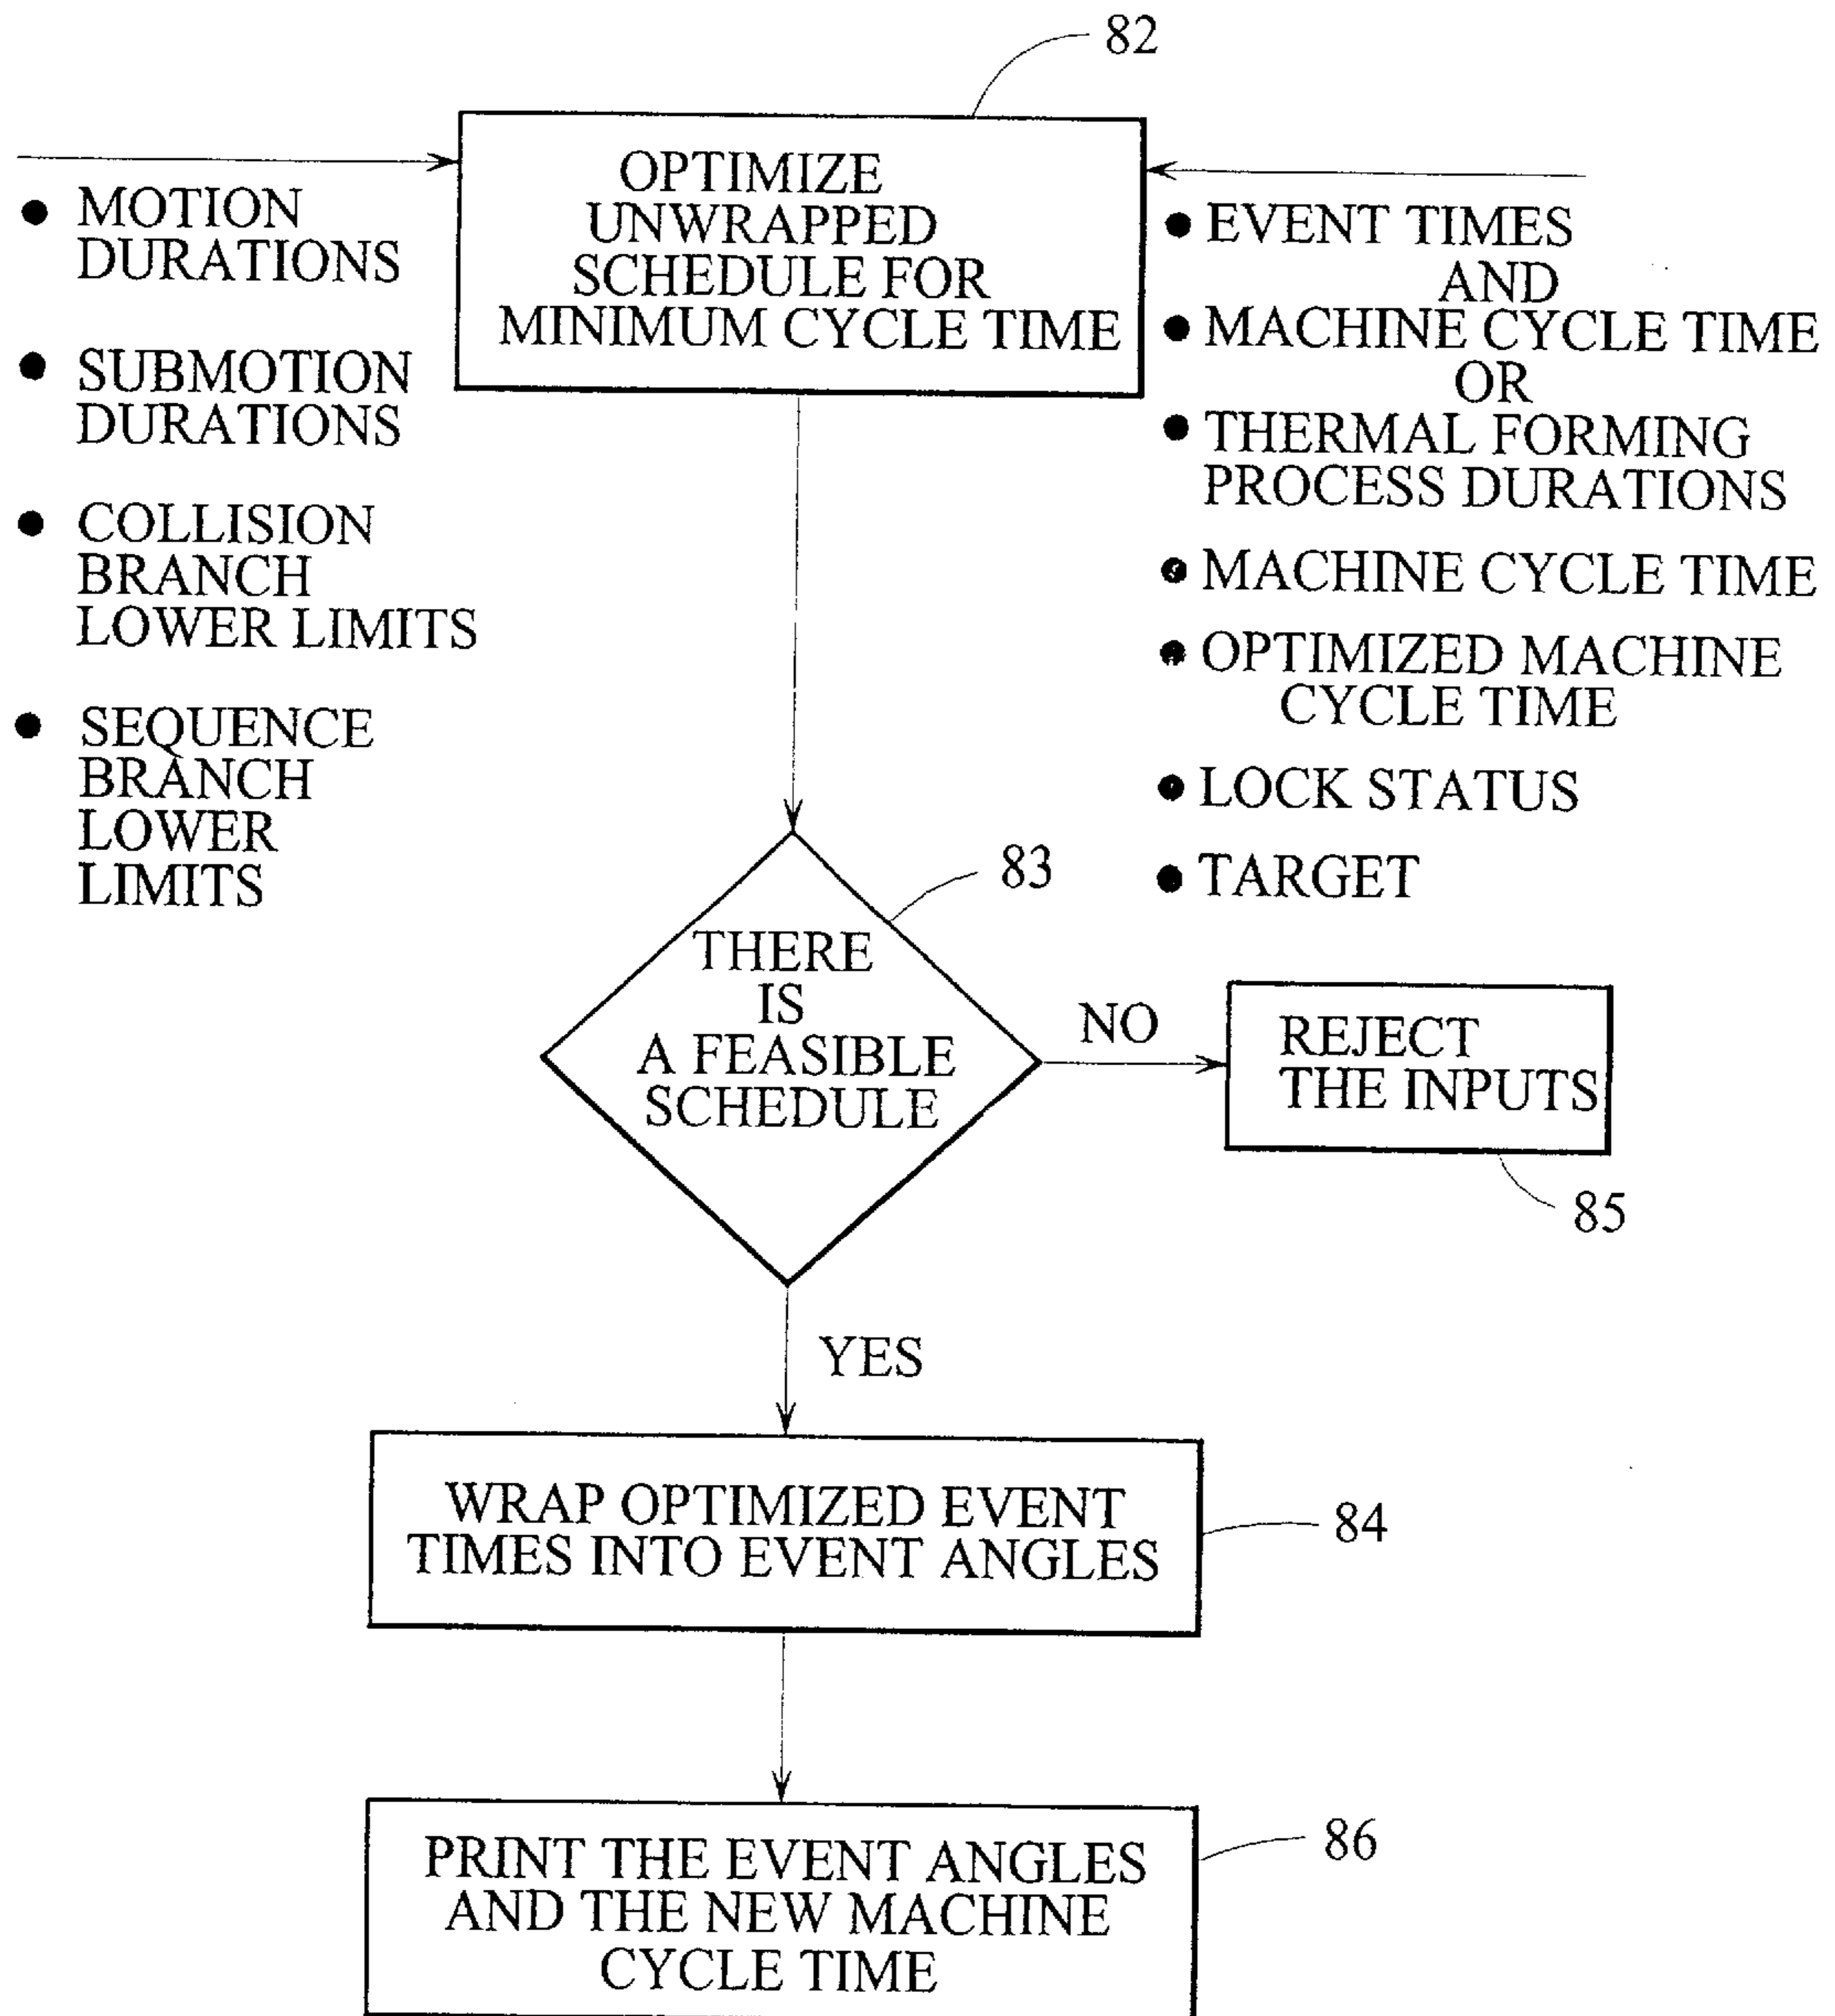 82
OPTIMIZE
UNWRAPPED
SCHEDULE FOR
MINIMUM CYCLE TIME
● MOTION
DURATIONS
● SUBMOTION
DURATIONS
● COLLISION
BRANCH
LOWER LIMITS
● SEQUENCE
BRANCH
LOWER
LIMITS
● EVENT TIMES
AND
● MACHINE CYCLE TIME
OR
● THERMAL FORMING
PROCESS DURATIONS
● MACHINE CYCLE TIME
● OPTIMIZED MACHINE
CYCLE TIME
● LOCK STATUS
● TARGET
83
THERE
IS
A FEASIBLE
SCHEDULE
NO
REJECT
THE INPUTS
85
YES
WRAP OPTIMIZED EVENT
TIMES INTO EVENT ANGLES
84
PRINT THE EVENT ANGLES
AND THE NEW MACHINE
CYCLE TIME
86